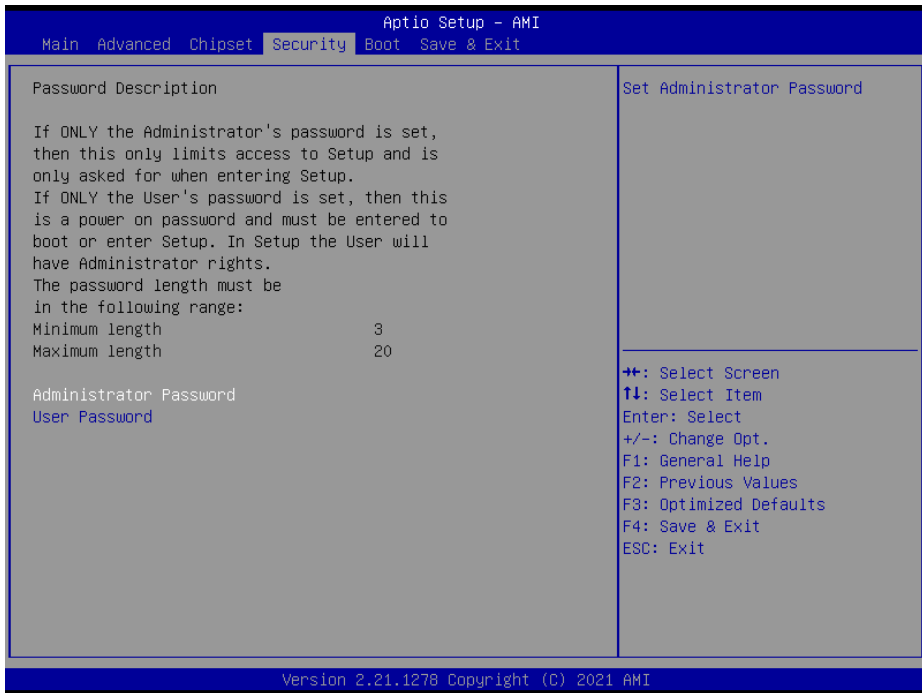 Aptio Setup – AMI
Main Advanced Chipset Security Boot Save & Exit
Password Description
If ONLY the Administrator's password is set,
then this only limits access to Setup and is
only asked for when entering Setup.
If ONLY the User's password is set, then this
is a power on password and must be entered to
boot or enter Setup. In Setup the User will
have Administrator rights.
The password length must be
in the following range:
Minimum length 3
Maximum length 20
Administrator Password
User Password
Set Administrator Password
→←: Select Screen
↑↓: Select Item
Enter: Select
+/-: Change Opt.
F1: General Help
F2: Previous Values
F3: Optimized Defaults
F4: Save & Exit
ESC: Exit
Version 2.21.1278 Copyright (C) 2021 AMI